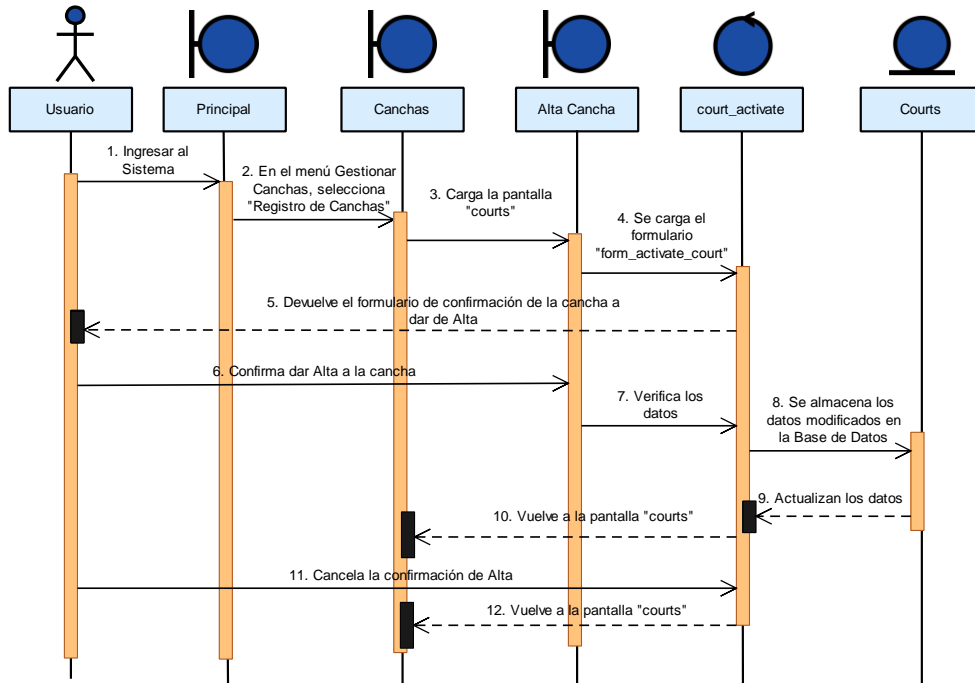 Usuario
Principal
Canchas
Alta Cancha
court_activate
Courts
1. Ingresar al
Sistema
2. En el menú Gestionar
Canchas, selecciona
"Registro de Canchas"
3. Carga la pantalla
"courts"
4. Se carga el
formulario
"form_activate_court"
5. Devuelve el formulario de confirmación de la cancha a
dar de Alta
6. Confirma dar Alta a la cancha
7. Verifica los
datos
8. Se almacena los
datos modificados en
la Base de Datos
9. Actualizan los datos
10. Vuelve a la pantalla "courts"
11. Cancela la confirmación de Alta
12. Vuelve a la pantalla "courts"